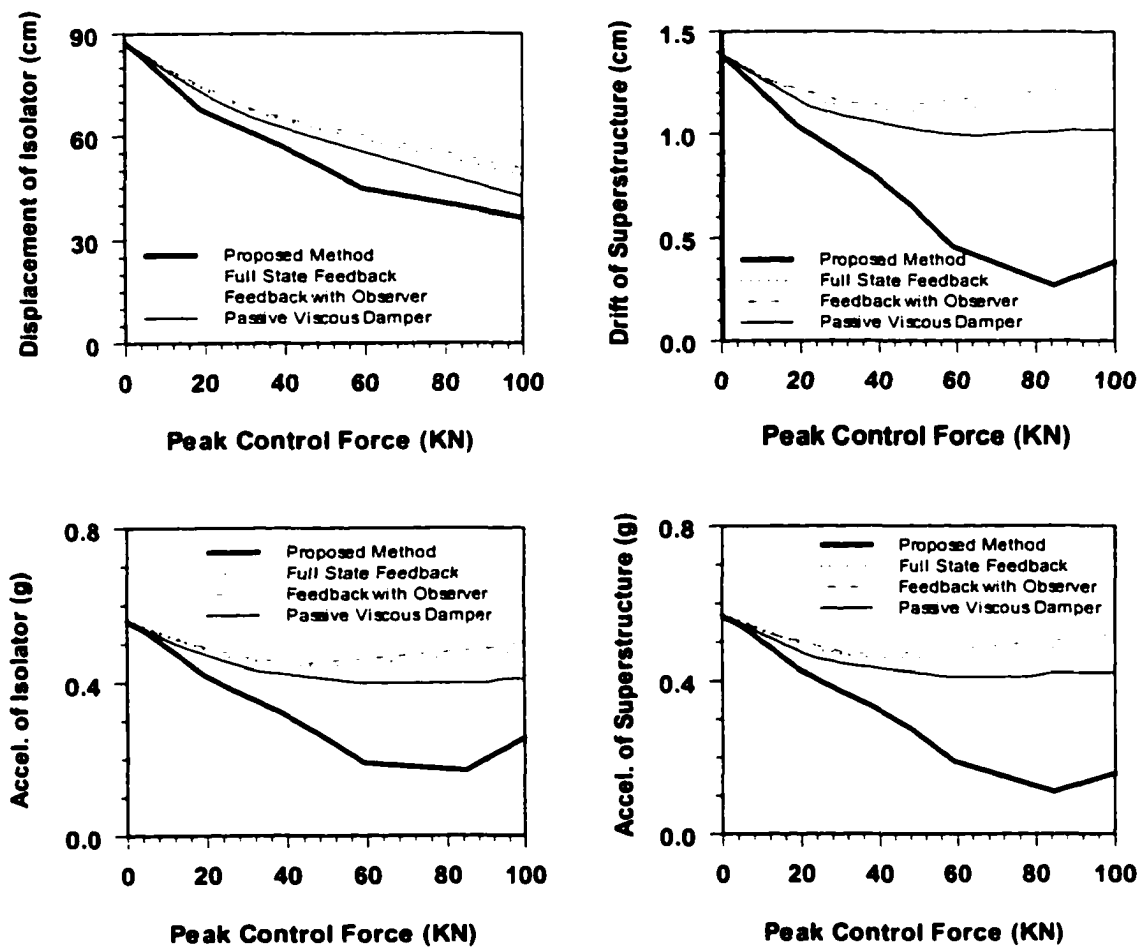 Displacement of Isolator (cm)
90
60
30
0
Proposed Method
Full State Feedback
Feedback with Observer
Passive Viscous Damper
0 20 40 60 80 100
Peak Control Force (KN)
Drift of Superstructure (cm)
1.5
1.0
0.5
0.0
Proposed Method
Full State Feedback
Feedback with Observer
Passive Viscous Damper
0 20 40 60 80 100
Peak Control Force (KN)
Accel. of Isolator (g)
0.8
0.4
0.0
Proposed Method
Full State Feedback
Feedback with Observer
Passive Viscous Damper
0 20 40 60 80 100
Peak Control Force (KN)
Accel. of Superstructure (g)
0.8
0.4
0.0
Proposed Method
Full State Feedback
Feedback with Observer
Passive Viscous Damper
0 20 40 60 80 100
Peak Control Force (KN)